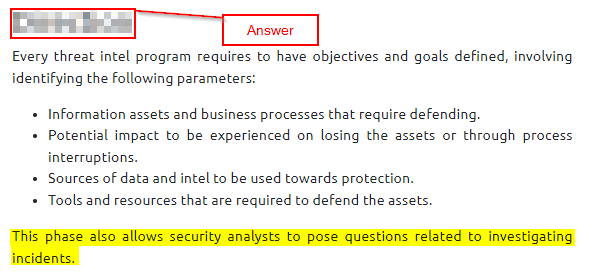 Answer
Every threat intel program requires to have objectives and goals defined, involving
identifying the following parameters:
• Information assets and business processes that require defending.
• Potential impact to be experienced on losing the assets or through process
interruptions.
• Sources of data and intel to be used towards protection.
• Tools and resources that are required to defend the assets.
This phase also allows security analysts to pose questions related to investigating
incidents.